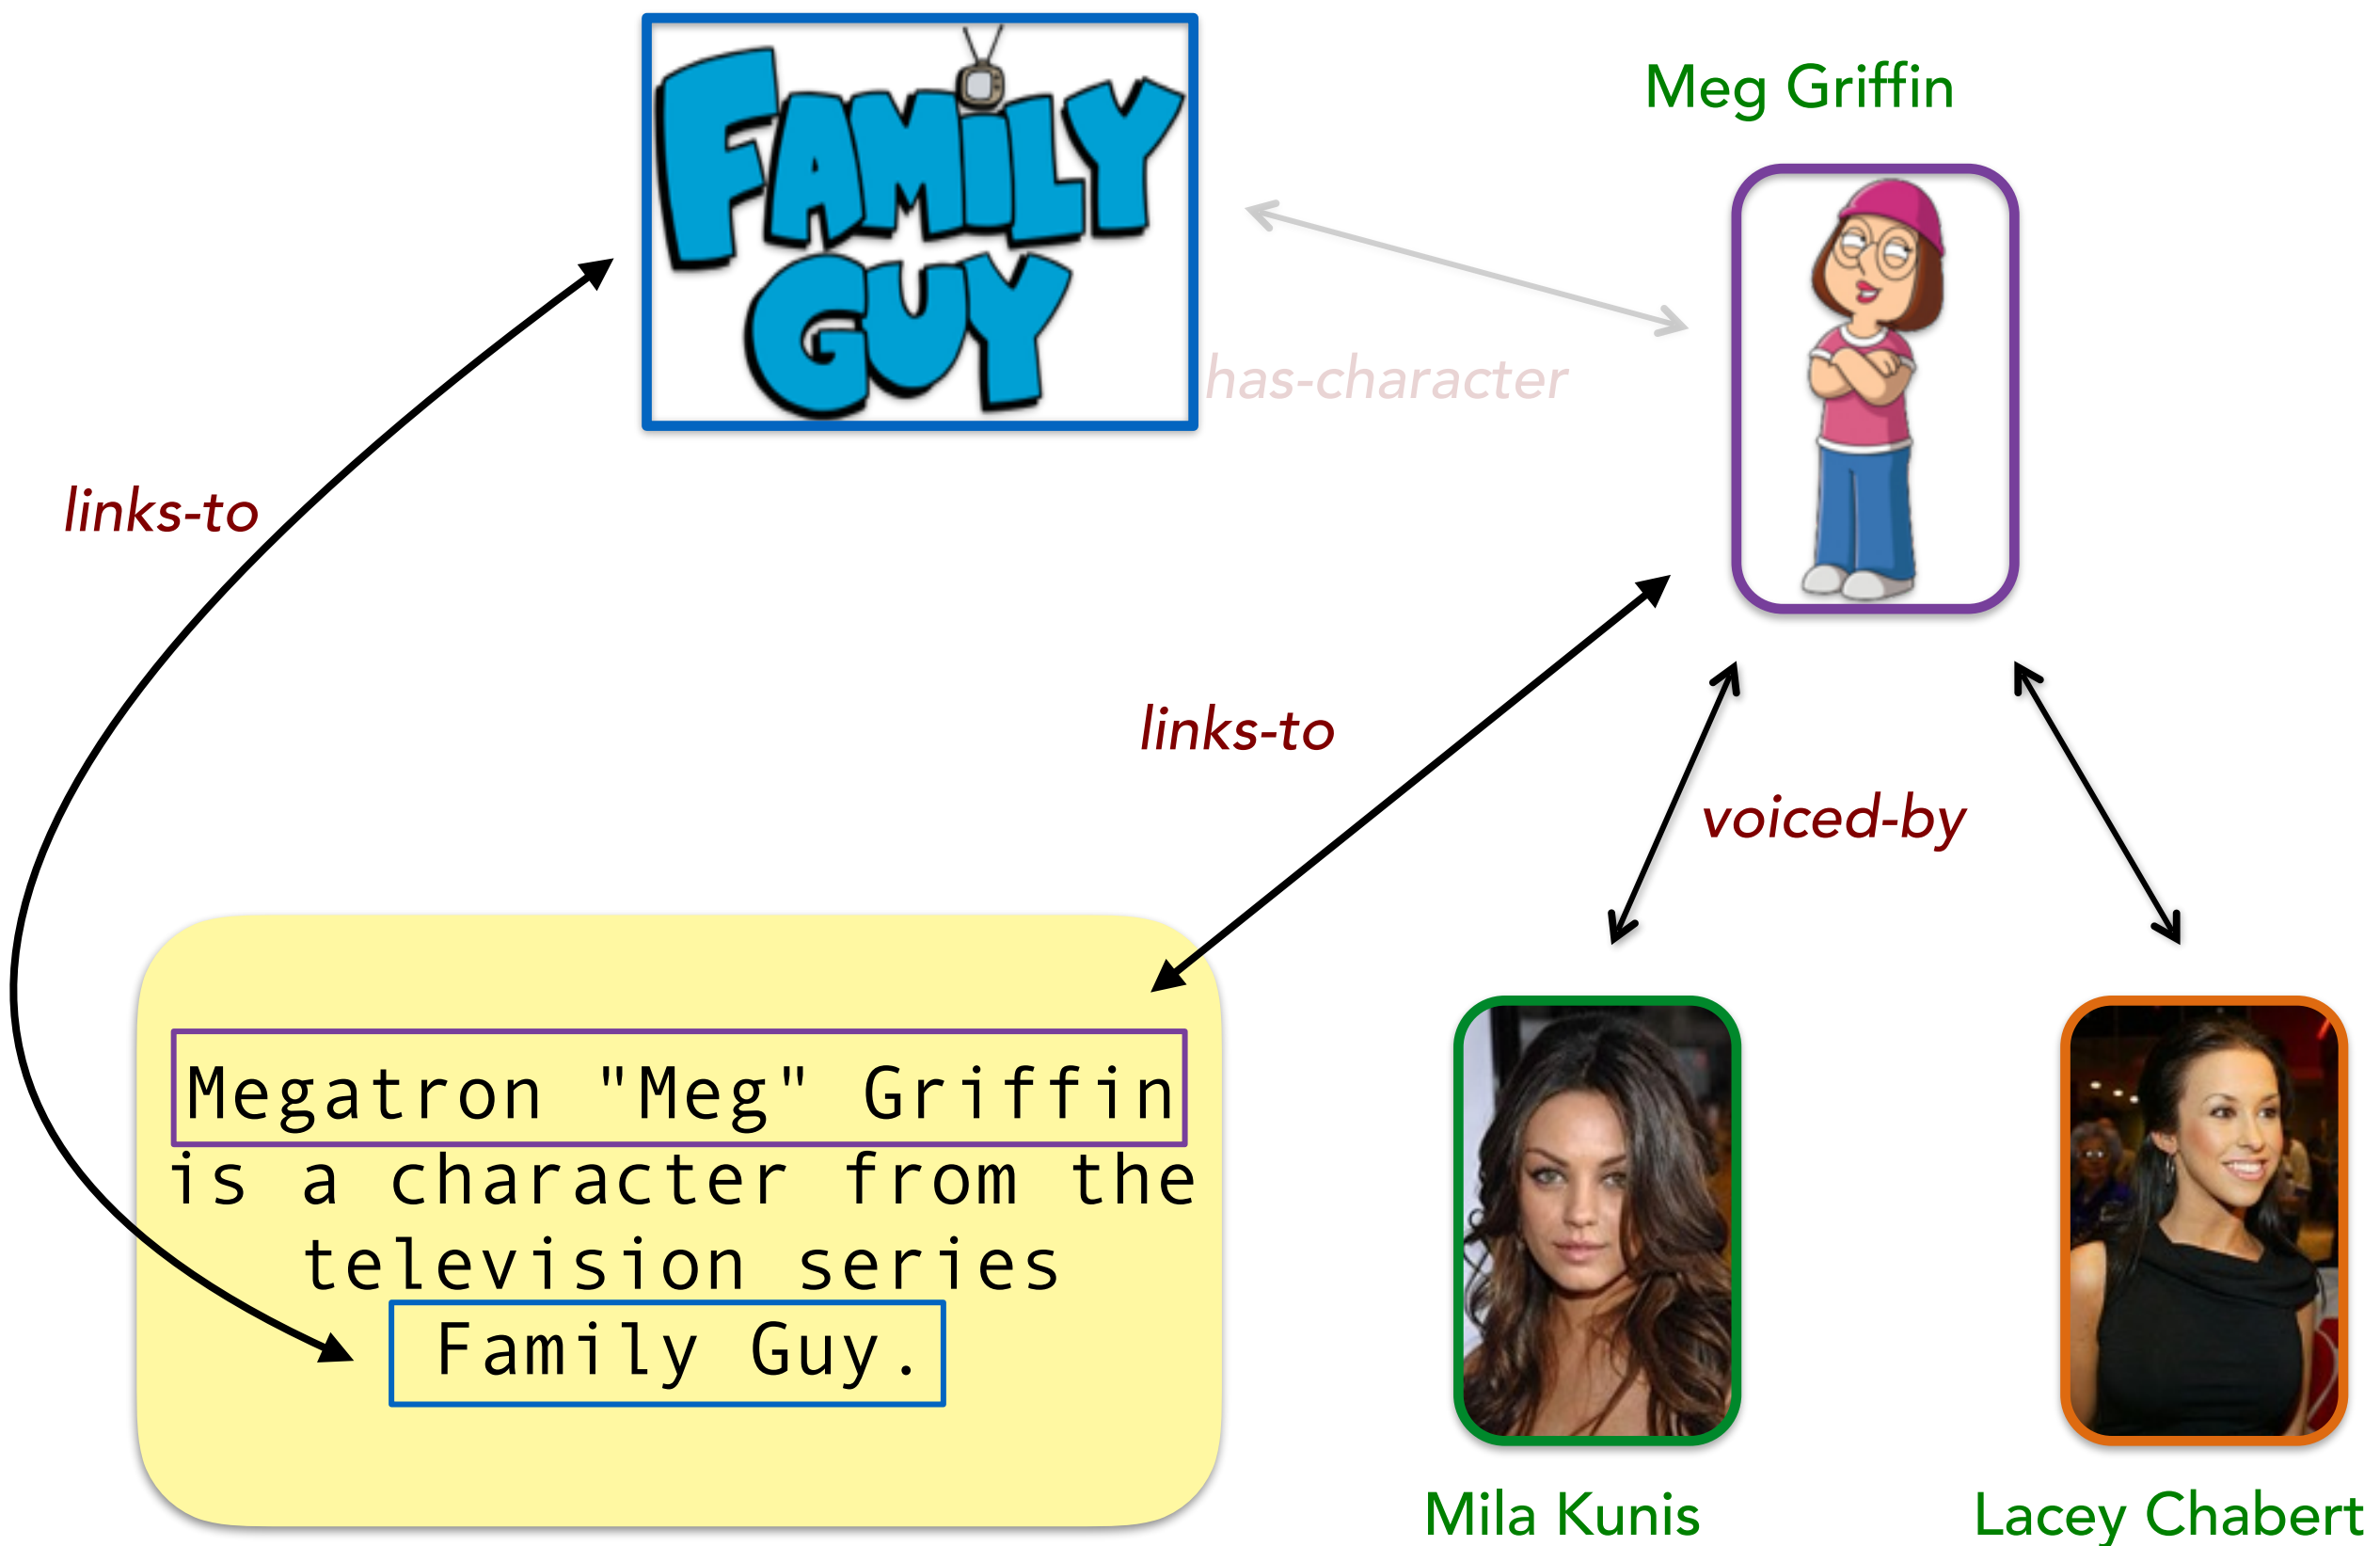 FAMILY
GUY
Meg Griffin
has-character
links-to
links-to
voiced-by
Megatron "Meg" Griffin
is a character from the
television series
Family Guy.
Mila Kunis
Lacey Chabert